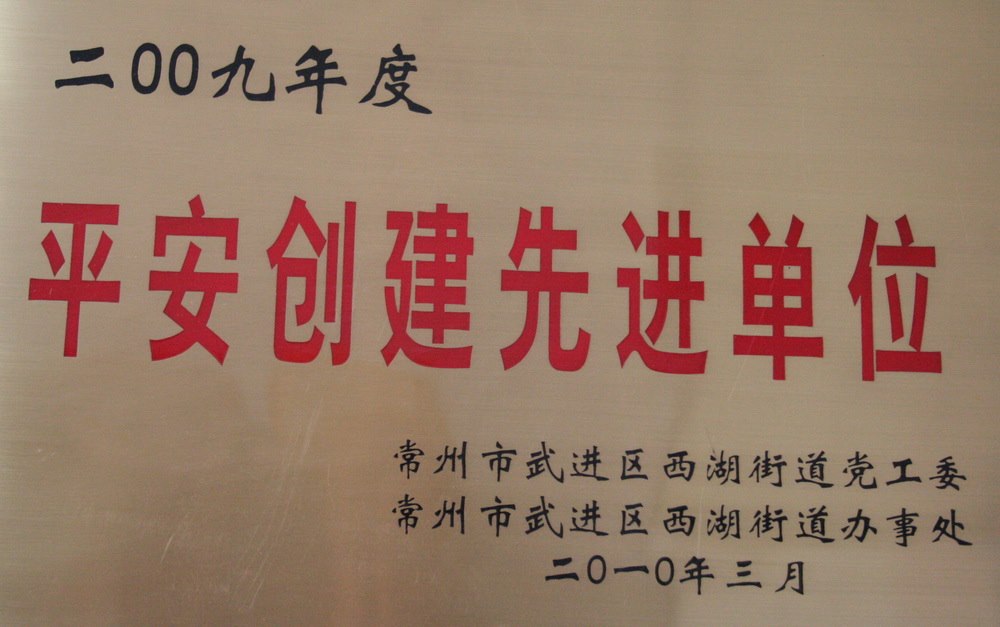 二00九年度
平安创建先进单位
常州市武进区西湖街道党工委
常州市武进区西湖街道办事处
二0一0年三月